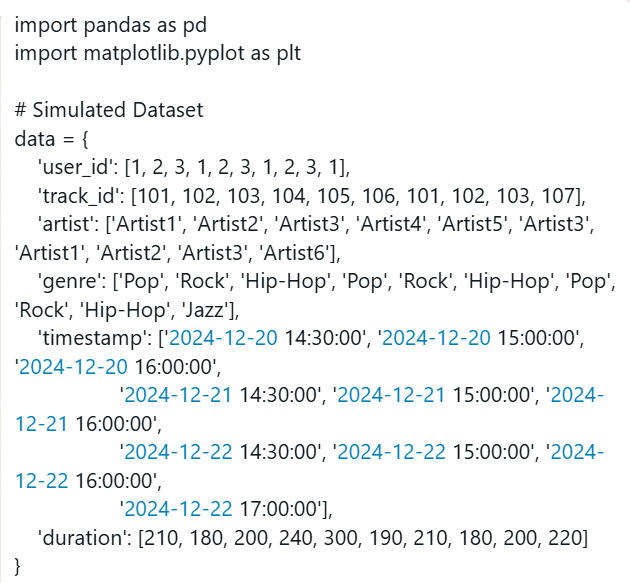 import pandas as pd
import matplotlib.pyplot as plt

# Simulated Dataset
data = {
    'user_id': [1, 2, 3, 1, 2, 3, 1, 2, 3, 1],
    'track_id': [101, 102, 103, 104, 105, 106, 101, 102, 103, 107],
    'artist': ['Artist1', 'Artist2', 'Artist3', 'Artist4', 'Artist5', 'Artist3',
'Artist1', 'Artist2', 'Artist3', 'Artist6'],
    'genre': ['Pop', 'Rock', 'Hip-Hop', 'Pop', 'Rock', 'Hip-Hop', 'Pop',
'Rock', 'Hip-Hop', 'Jazz'],
    'timestamp': ['2024-12-20 14:30:00', '2024-12-20 15:00:00',
'2024-12-20 16:00:00',
                  '2024-12-21 14:30:00', '2024-12-21 15:00:00', '2024-
12-21 16:00:00',
                  '2024-12-22 14:30:00', '2024-12-22 15:00:00', '2024-
12-22 16:00:00',
                  '2024-12-22 17:00:00'],
    'duration': [210, 180, 200, 240, 300, 190, 210, 180, 200, 220]
}